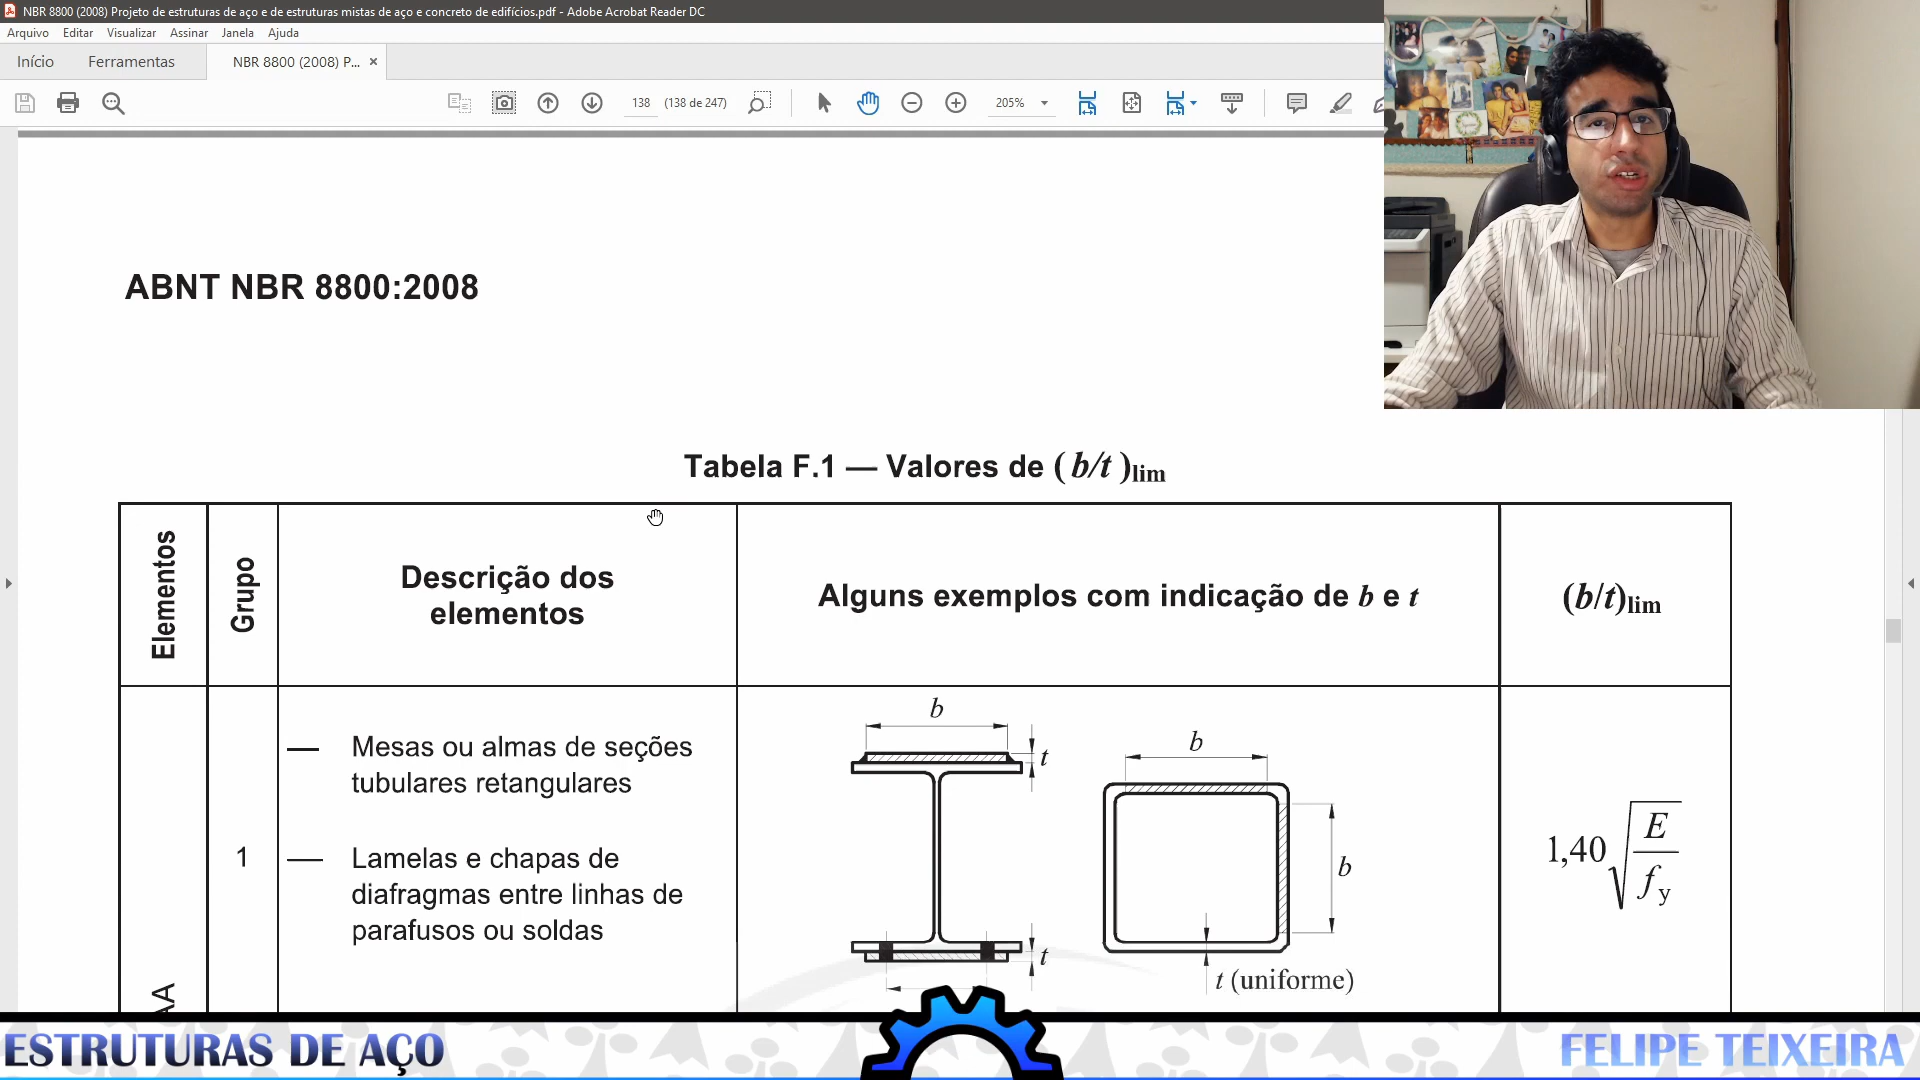 NBR 8800 (2008) Projeto de estruturas de aço e de estruturas mistas de aço e concreto de edifícios.pdf - Adobe Acrobat Reader DC
Arquivo Editar Visualizar Assinar Janela Ajuda
Início Ferramentas NBR 8800 (2008) P... ×
138 (138 de 247) 205%
ABNT NBR 8800:2008
Tabela F.1 — Valores de (b/t)lim
Elementos
Grupo
Descrição dos
elementos
Alguns exemplos com indicação de b e t
(b/t)lim
AA
1
— Mesas ou almas de seções
tubulares retangulares
— Lamelas e chapas de
diafragmas entre linhas de
parafusos ou soldas
b
t
t
b
b
t (uniforme)
1,40 √(E/fy)
ESTRUTURAS DE AÇO
FELIPE TEIXEIRA